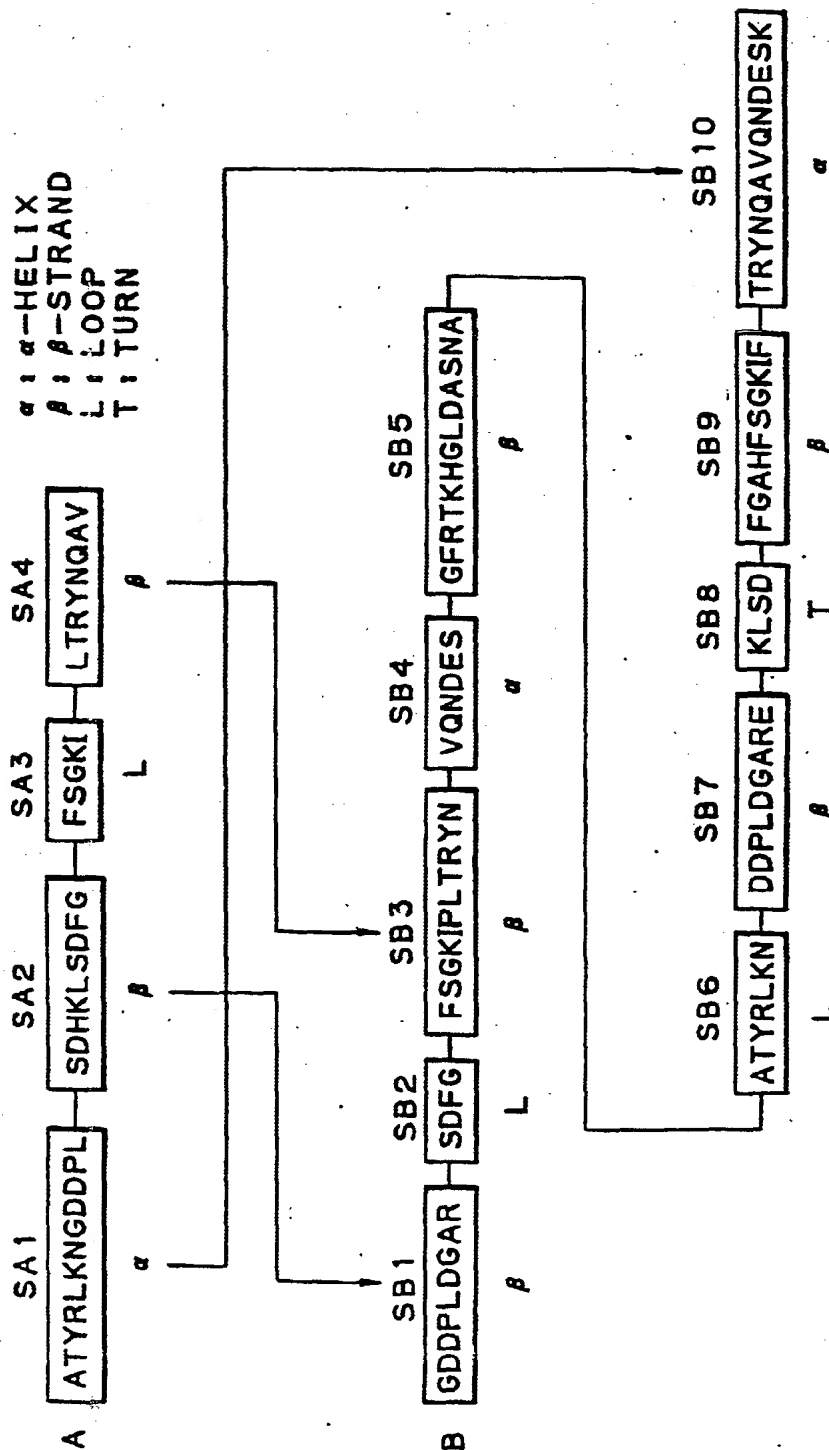 α : α-HELIX
β : β-STRAND
L : LOOP
T : TURN
SA1 SA2 SA3 SA4
A ATYRLKNGDDPL SDHKLSDFG FSGKI LTRYNQAV
α β L β
SB1 SB2 SB3 SB4 SB5
B GDDPLDGAR SDFG FSGKIPLTRYN VQNDES GFRTKHGLDASNA
β L β α β
SB6 SB7 SB8 SB9 SB10
ATYRLKN DDPLDGARE KLSD FGAHFSGKIF TRYNQAVQNDESK
L β T β α